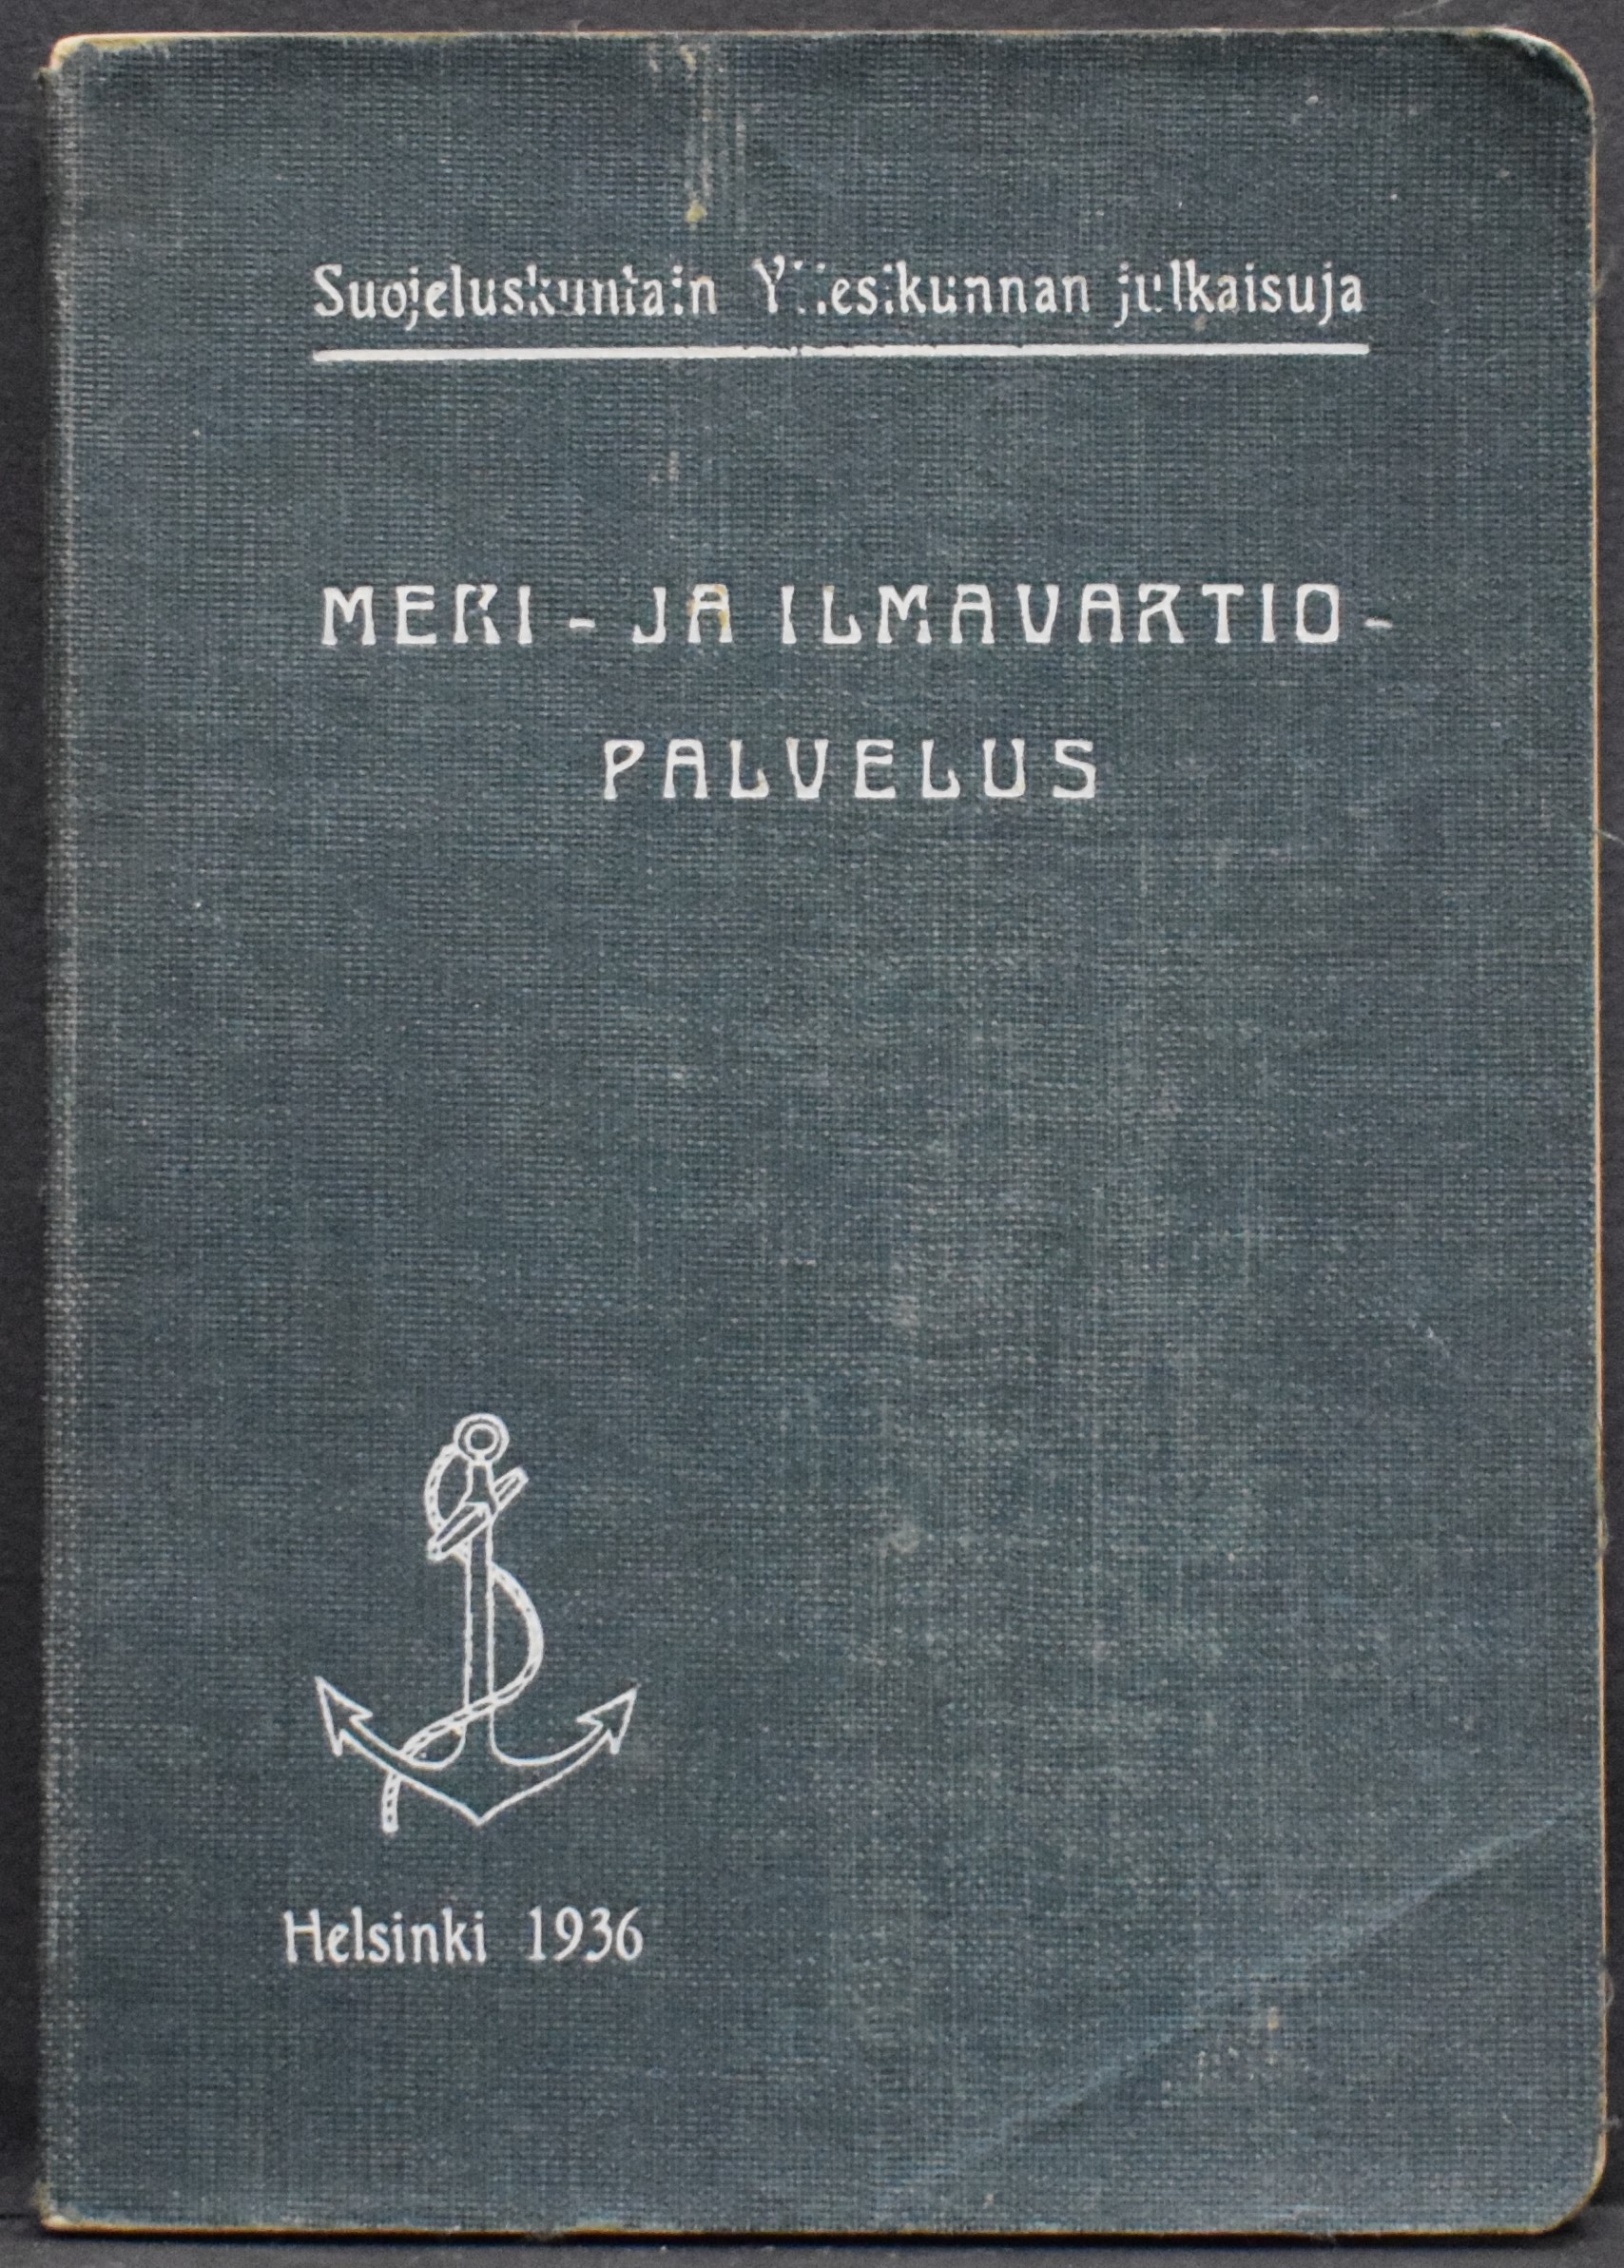 Suojeluskuntain Yliesikunnan julkaisuja
MERI - JA ILMAVARTIO -
PALVELUS
Helsinki 1936